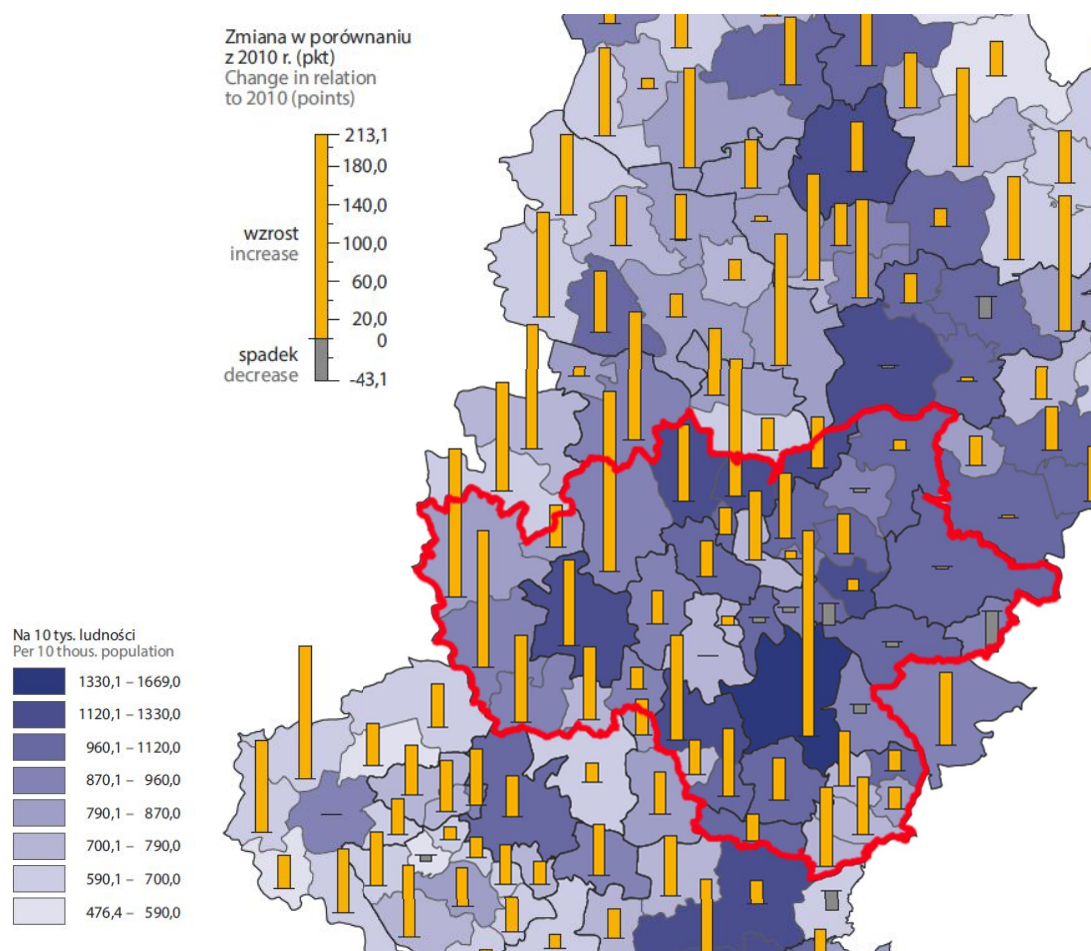 Zmiana w porównaniu
z 2010 r. (pkt)
Change in relation
to 2010 (points)
213,1
180,0
140,0
100,0
60,0
20,0
0
-43,1
wzrost
increase
spadek
decrease
Na 10 tys. ludności
Per 10 thous. population
1330,1 – 1669,0
1120,1 – 1330,0
960,1 – 1120,0
870,1 – 960,0
790,1 – 870,0
700,1 – 790,0
590,1 – 700,0
476,4 – 590,0